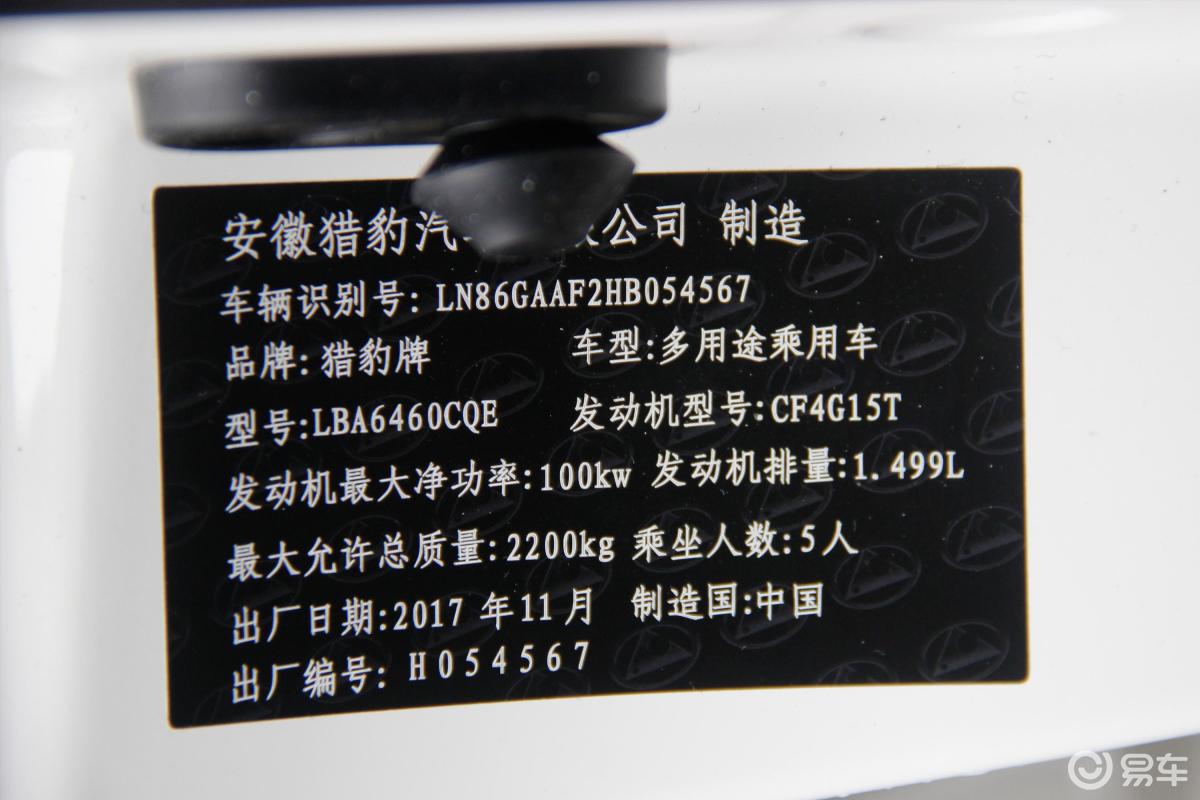 安徽猎豹汽 公司 制造
车辆识别号: LN86GAAF2HB054567
品牌: 猎豹牌 车型:多用途乘用车
型号:LBA6460CQE 发动机型号:CF4G15T
发动机最大净功率:100kw 发动机排量:1.499L
最大允许总质量:2200kg 乘坐人数:5人
出厂日期:2017 年11月 制造国:中国
出厂编号: H054567
易车